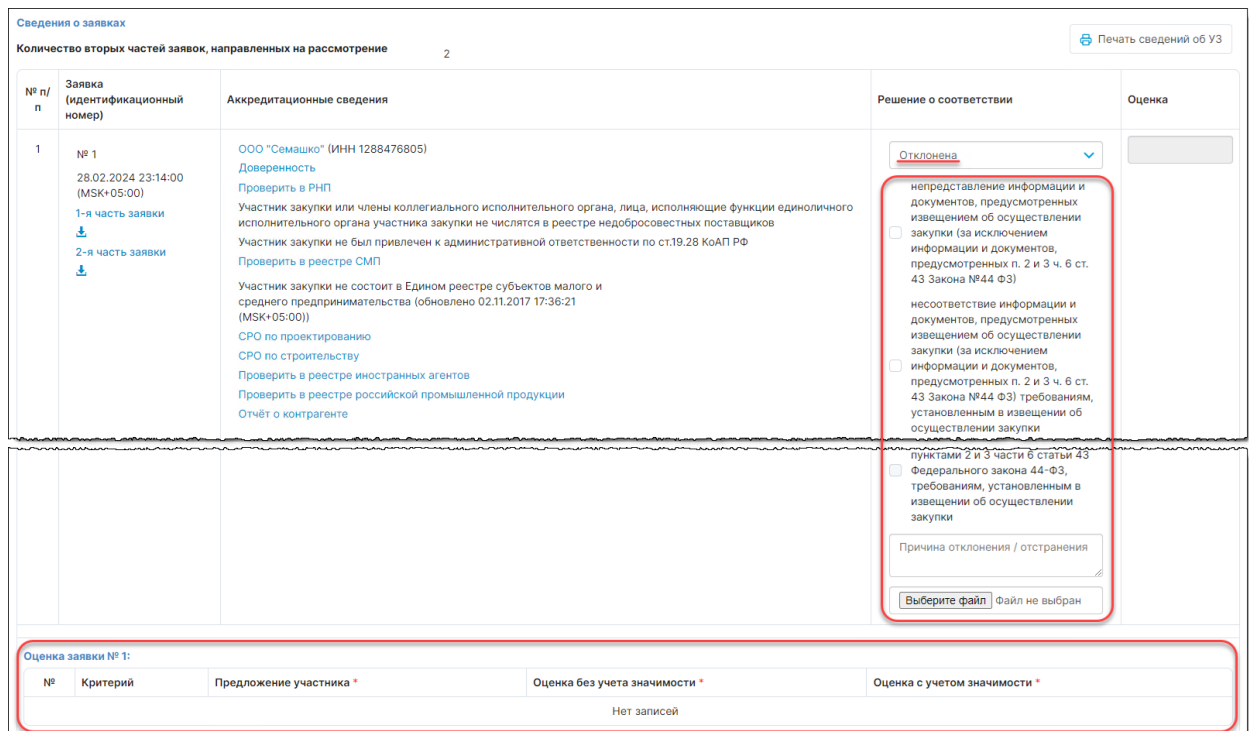 Сведения о заявках
Печать сведений об УЗ
Количество вторых частей заявок, направленных на рассмотрение
2
№ п/
п
Заявка
(идентификационный
номер)
Аккредитационные сведения
Решение о соответствии
Оценка
1
№ 1
28.02.2024 23:14:00
(MSK+05:00)
1-я часть заявки
2-я часть заявки
ООО "Семашко" (ИНН 1288476805)
Доверенность
Проверить в РНП
Участник закупки или члены коллегиального исполнительного органа, лица, исполняющие функции единоличного
исполнительного органа участника закупки не числятся в реестре недобросовестных поставщиков
Участник закупки не был привлечен к административной ответственности по ст.19.28 КоАП РФ
Проверить в реестре СМП
Участник закупки не состоит в Едином реестре субъектов малого и
среднего предпринимательства (обновлено 02.11.2017 17:36:21
(MSK+05:00))
СРО по проектированию
СРО по строительству
Проверить в реестре иностранных агентов
Проверить в реестре российской промышленной продукции
Отчёт о контрагенте
Отклонена
непредставление информации и
документов, предусмотренных
извещением об осуществлении
закупки (за исключением
информации и документов,
предусмотренных п. 2 и 3 ч. 6 ст.
43 Закона №44 ФЗ)
несоответствие информации и
документов, предусмотренных
извещением об осуществлении
закупки (за исключением
информации и документов,
предусмотренных п. 2 и 3 ч. 6 ст.
43 Закона №44 ФЗ) требованиям,
установленным в извещении об
осуществлении закупки
пунктами 2 и 3 части 6 статьи 43
Федерального закона 44-ФЗ,
требованиям, установленным в
извещении об осуществлении
закупки
Причина отклонения / отстранения
Выберите файл Файл не выбран
Оценка заявки № 1:
№ Критерий Предложение участника * Оценка без учета значимости * Оценка с учетом значимости *
Нет записей